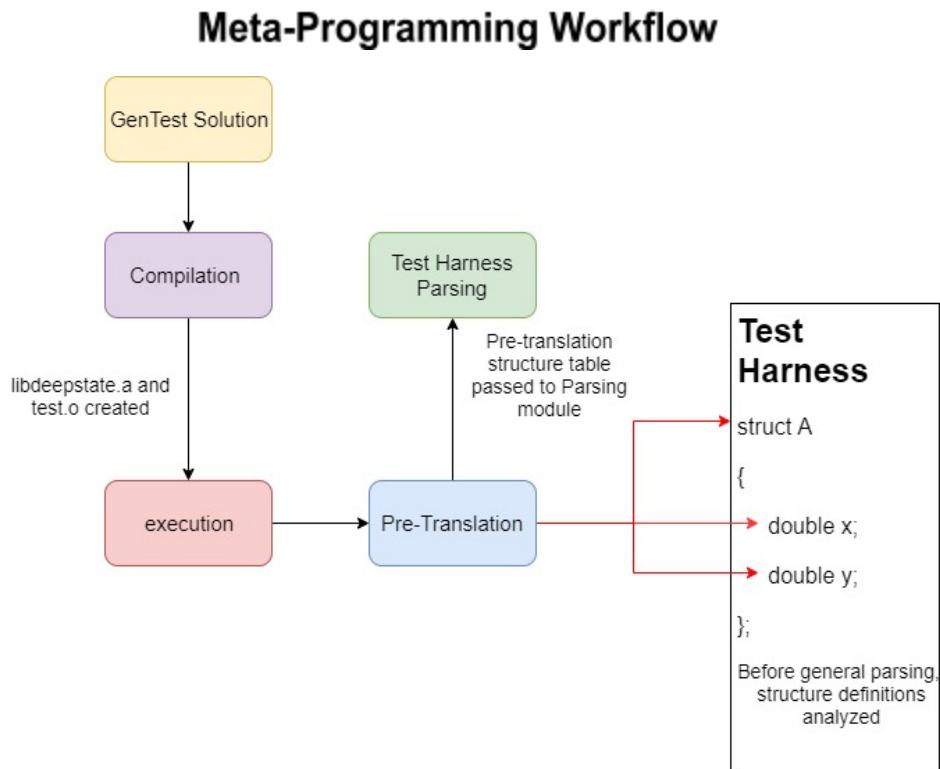 Meta-Programming Workflow
GenTest Solution
Compilation
libdeepstate.a and
test.o created
execution
Pre-Translation
Test Harness
Parsing
Pre-translation
structure table
passed to Parsing
module
Test
Harness
struct A
{
double x;
double y;
};
Before general parsing,
structure definitions
analyzed